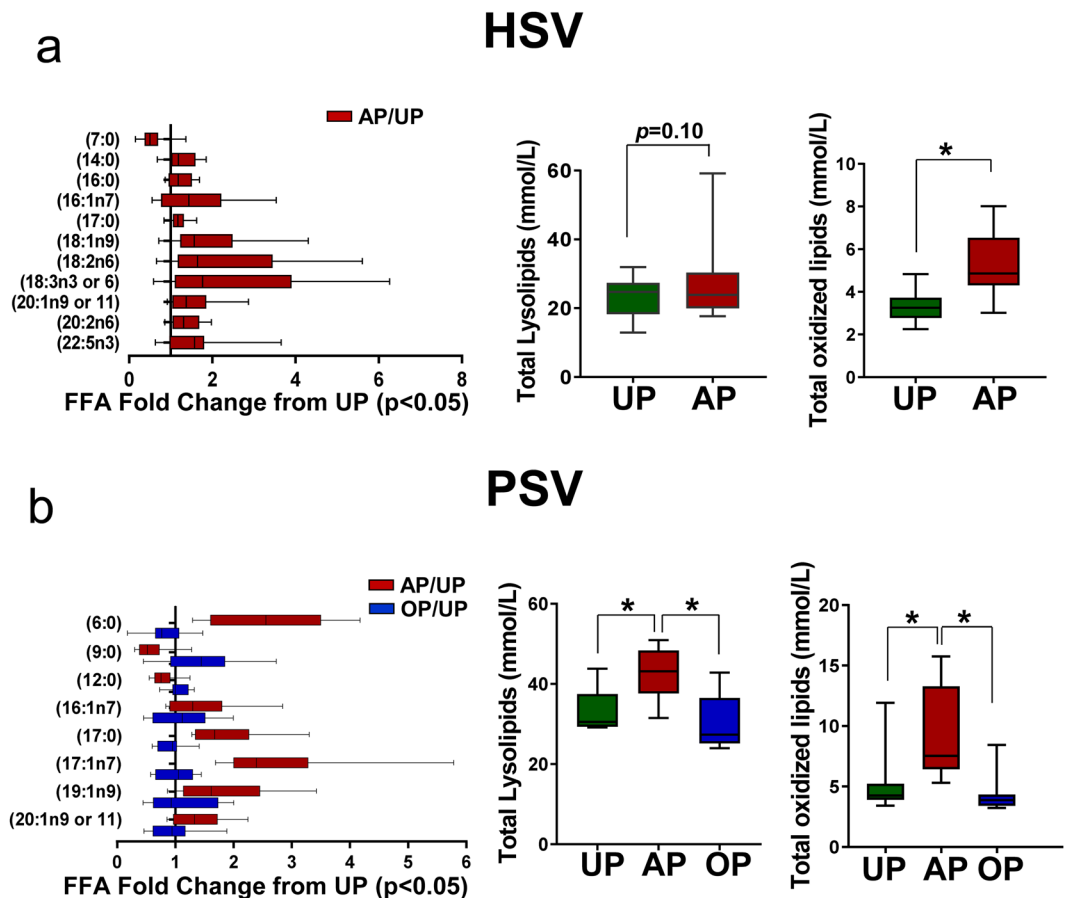 HSV
a
AP/UP
(7:0)
(14:0)
(16:0)
(16:1n7)
(17:0)
(18:1n9)
(18:2n6)
(18:3n3 or 6)
(20:1n9 or 11)
(20:2n6)
(22:5n3)
0 2 4 6 8
FFA Fold Change from UP (p<0.05)
p=0.10
Total Lysolipids (mmol/L)
60
40
20
0
UP AP
*
Total oxidized lipids (mmol/L)
10
8
6
4
2
0
UP AP
PSV
b
AP/UP
OP/UP
(6:0)
(9:0)
(12:0)
(16:1n7)
(17:0)
(17:1n7)
(19:1n9)
(20:1n9 or 11)
0 1 2 3 4 5 6
FFA Fold Change from UP (p<0.05)
* *
Total Lysolipids (mmol/L)
60
40
20
0
UP AP OP
* *
Total oxidized lipids (mmol/L)
20
15
10
5
0
UP AP OP